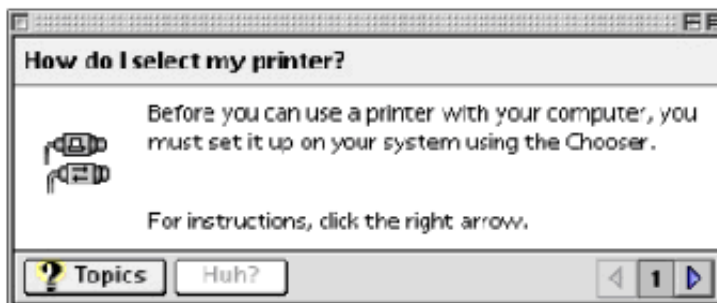 How do I select my printer?
Before you can use a printer with your computer, you
must set it up on your system using the Chooser.
For instructions, click the right arrow.
Topics
Huh?
1